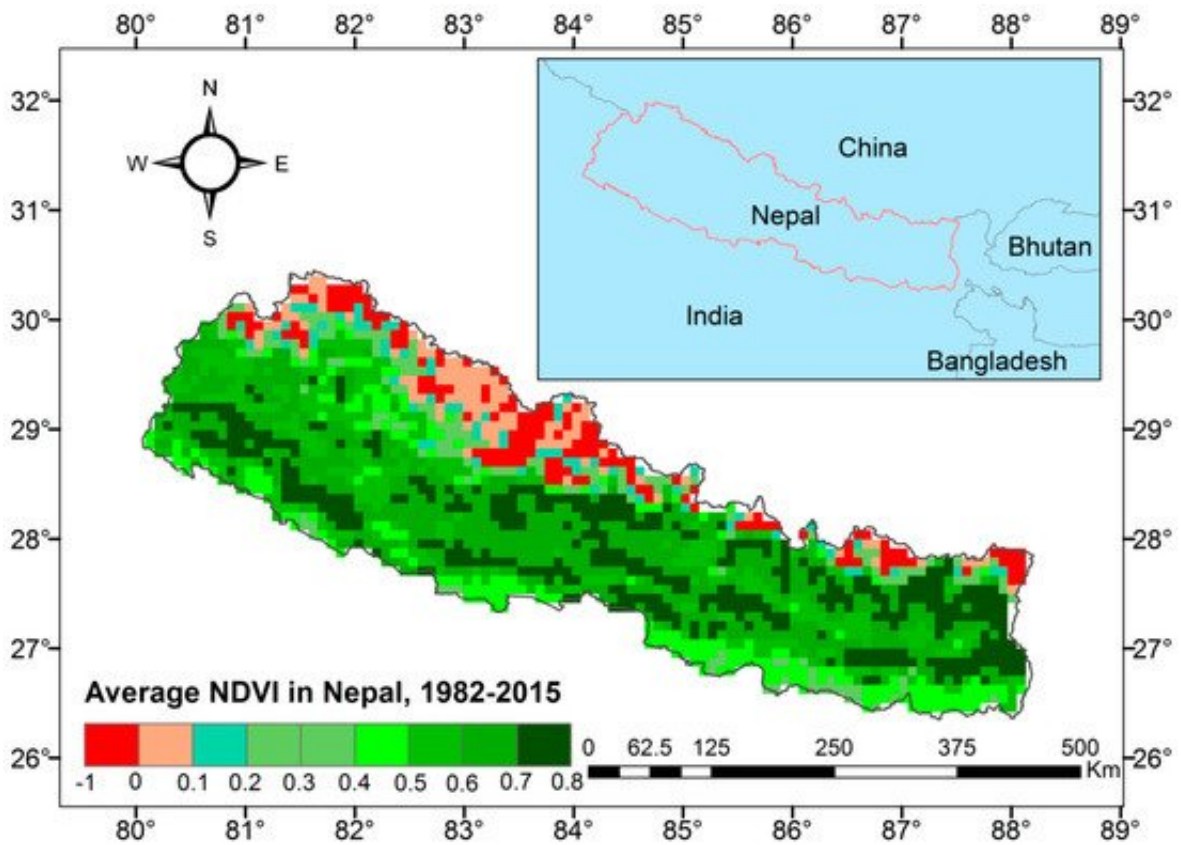 80° 81° 82° 83° 84° 85° 86° 87° 88° 89°
N
W E
S
32° 32°
31° 31°
30° 30°
29° 29°
28° 28°
27° 27°
26° 26°
China
Nepal
Bhutan
India
Bangladesh
Average NDVI in Nepal, 1982-2015
-1 0 0.1 0.2 0.3 0.4 0.5 0.6 0.7 0.8
0 62.5 125 250 375 500
Km
80° 81° 82° 83° 84° 85° 86° 87° 88° 89°